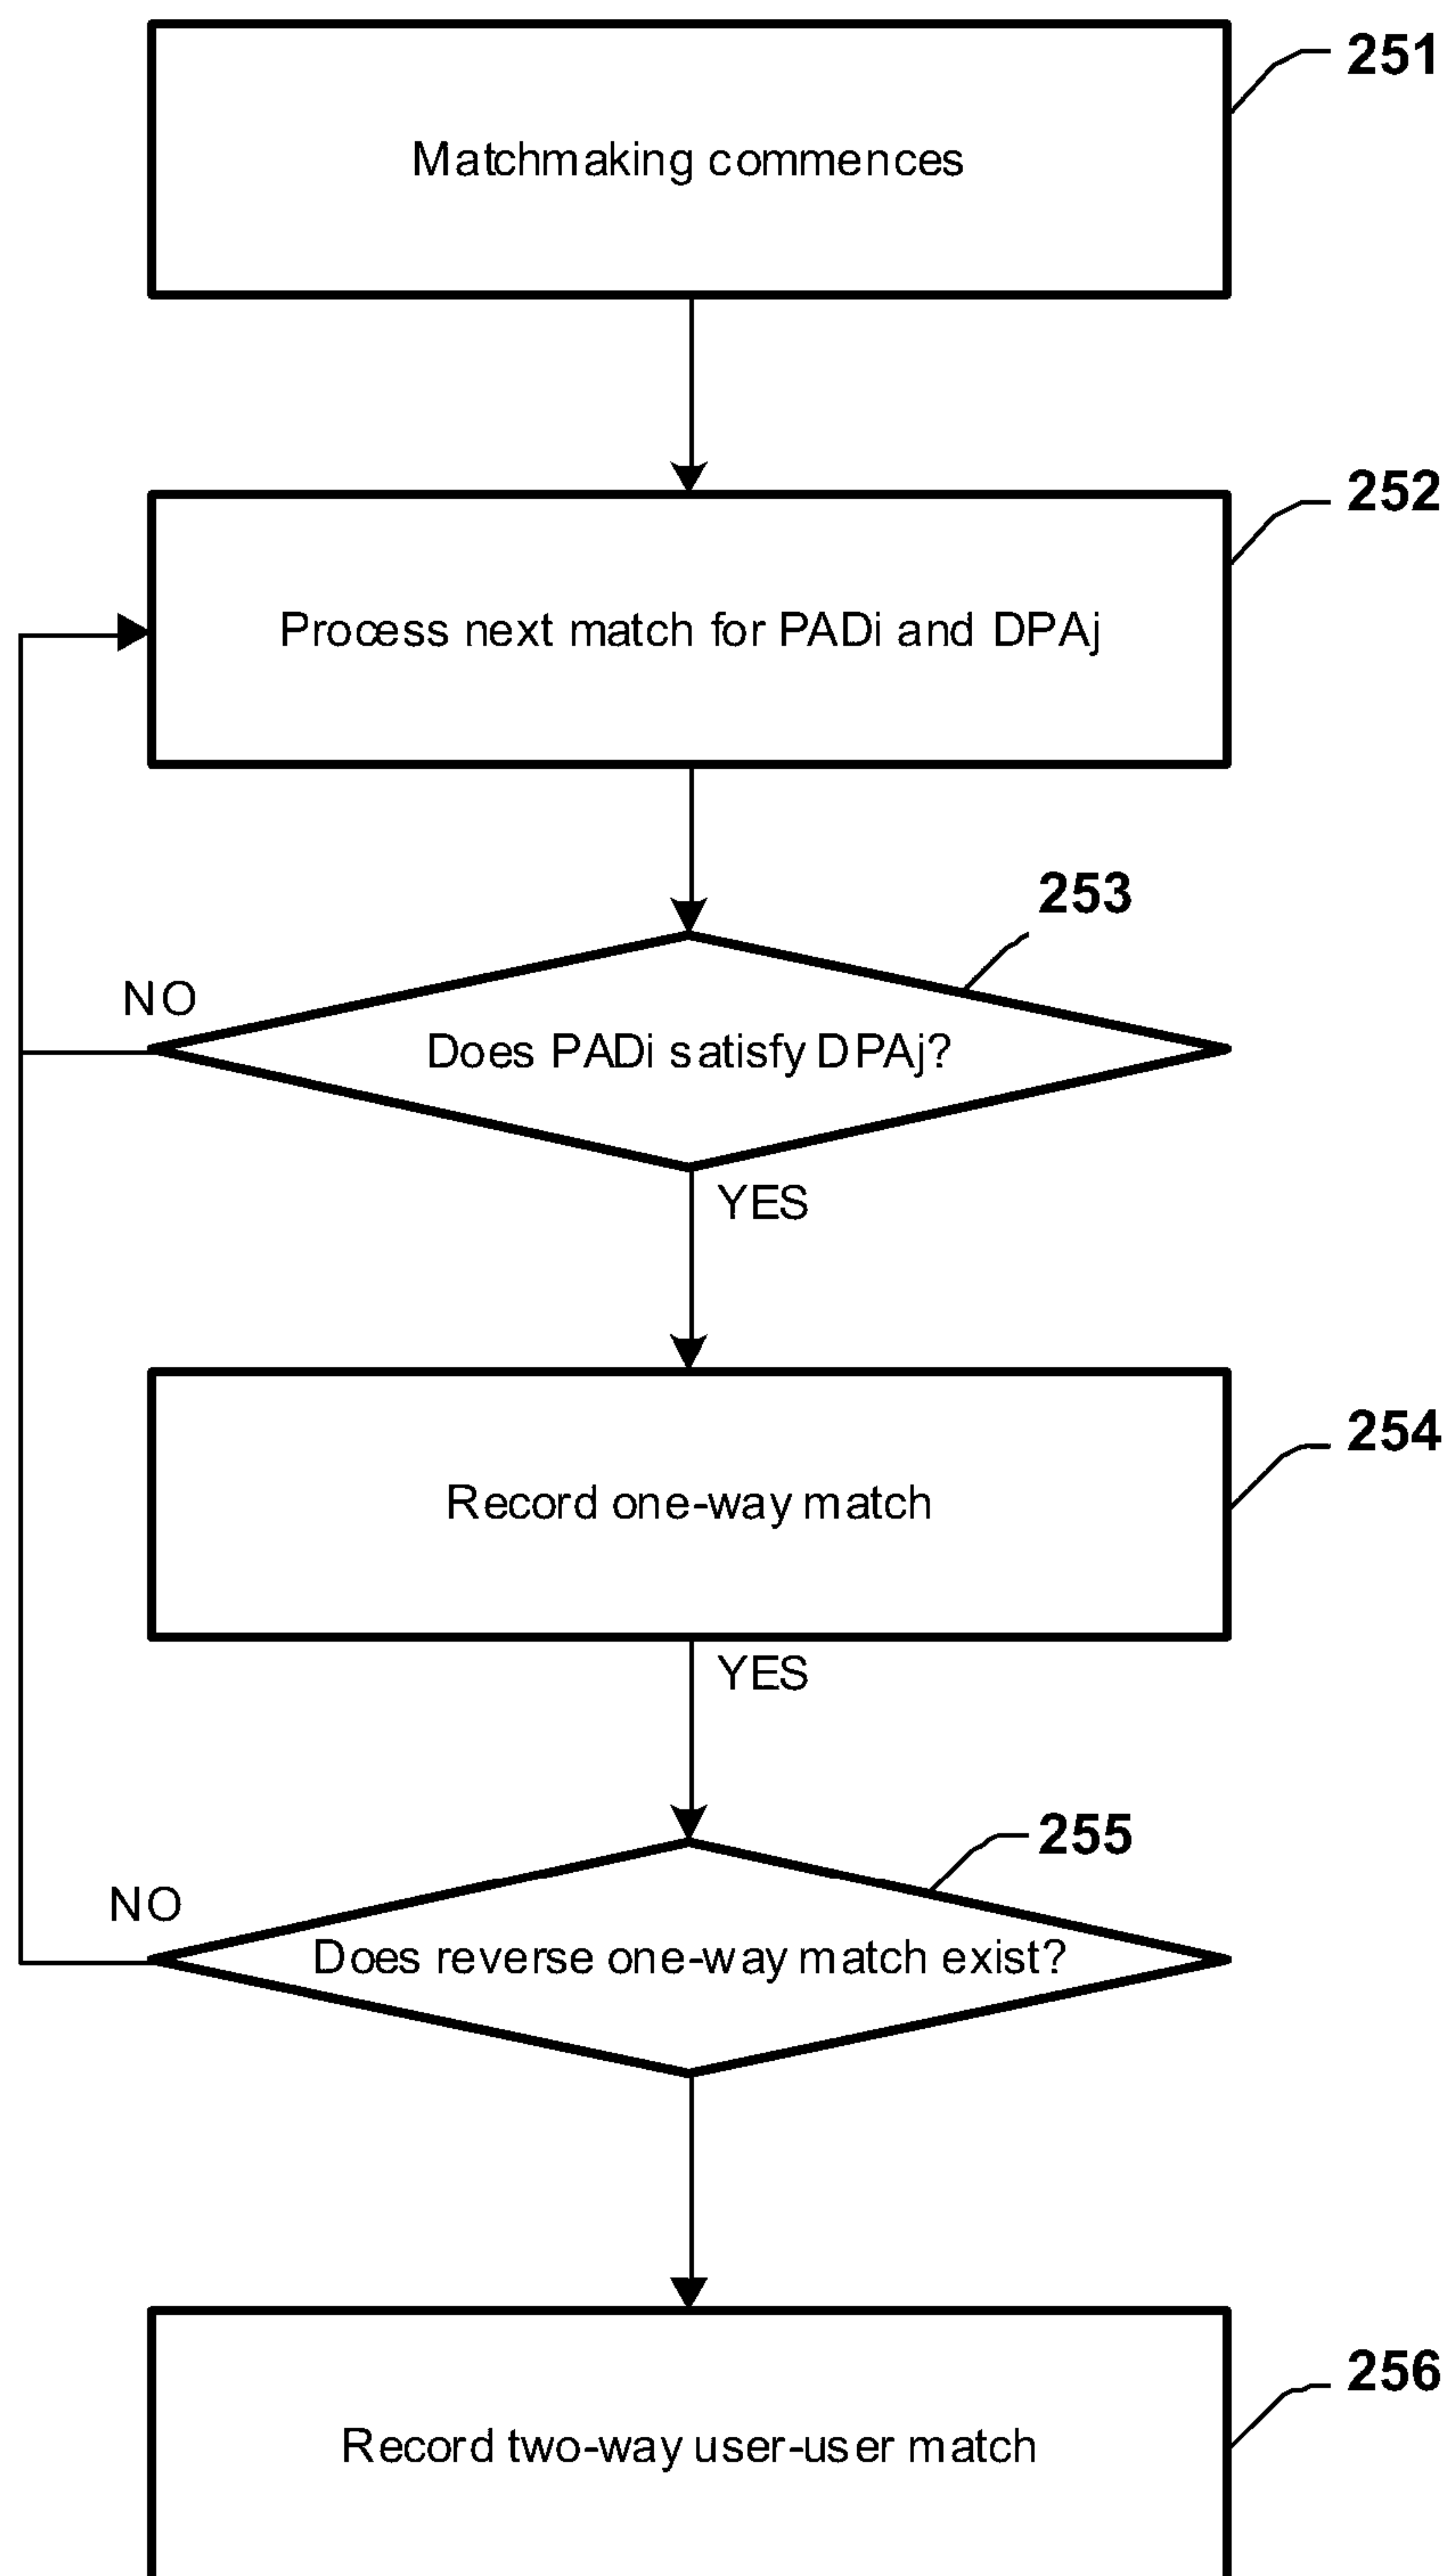 251
Matchmaking commences
252
Process next match for PADi and DPAj
253
NO
Does PADi satisfy DPAj?
YES
254
Record one-way match
YES
255
NO
Does reverse one-way match exist?
256
Record two-way user-user match